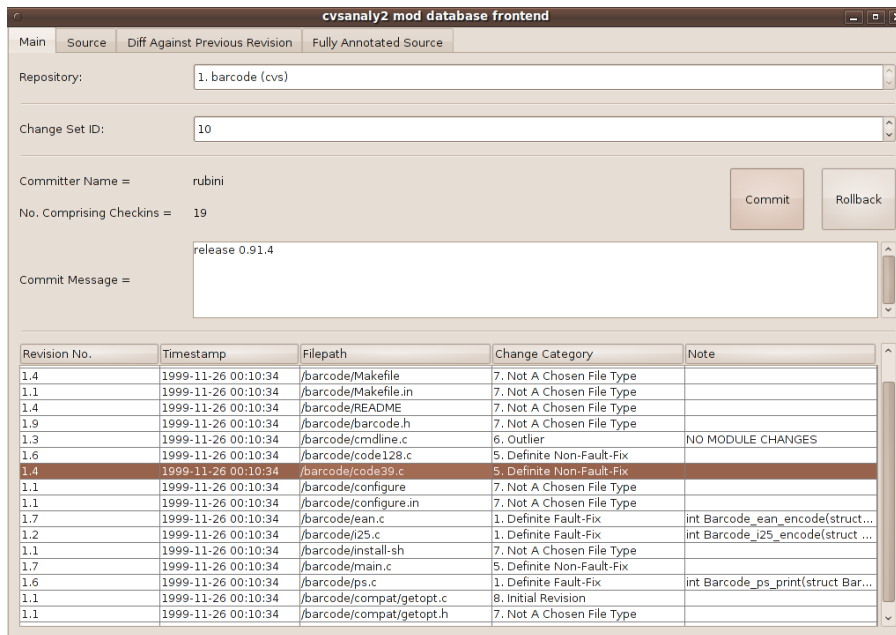 cvsanaly2 mod database frontend
Main Source Diff Against Previous Revision Fully Annotated Source
Repository: 1. barcode (cvs)
Change Set ID: 10
Committer Name = rubini
No. Comprising Checkins = 19
Commit Rollback
Commit Message = release 0.91.4
Revision No. Timestamp Filepath Change Category Note
1.4 1999-11-26 00:10:34 /barcode/Makefile 7. Not A Chosen File Type
1.1 1999-11-26 00:10:34 /barcode/Makefile.in 7. Not A Chosen File Type
1.4 1999-11-26 00:10:34 /barcode/README 7. Not A Chosen File Type
1.9 1999-11-26 00:10:34 /barcode/barcode.h 7. Not A Chosen File Type
1.3 1999-11-26 00:10:34 /barcode/cmdline.c 6. Outlier NO MODULE CHANGES
1.6 1999-11-26 00:10:34 /barcode/code128.c 5. Definite Non-Fault-Fix
1.4 1999-11-26 00:10:34 /barcode/code39.c 5. Definite Non-Fault-Fix
1.1 1999-11-26 00:10:34 /barcode/configure 7. Not A Chosen File Type
1.1 1999-11-26 00:10:34 /barcode/configure.in 7. Not A Chosen File Type
1.7 1999-11-26 00:10:34 /barcode/ean.c 1. Definite Fault-Fix int Barcode_ean_encode(struct...
1.2 1999-11-26 00:10:34 /barcode/i25.c 1. Definite Fault-Fix int Barcode_i25_encode(struct ...
1.1 1999-11-26 00:10:34 /barcode/install-sh 7. Not A Chosen File Type
1.7 1999-11-26 00:10:34 /barcode/main.c 5. Definite Non-Fault-Fix
1.6 1999-11-26 00:10:34 /barcode/ps.c 1. Definite Fault-Fix int Barcode_ps_print(struct Bar...
1.1 1999-11-26 00:10:34 /barcode/compat/getopt.c 8. Initial Revision
1.1 1999-11-26 00:10:34 /barcode/compat/getopt.h 7. Not A Chosen File Type